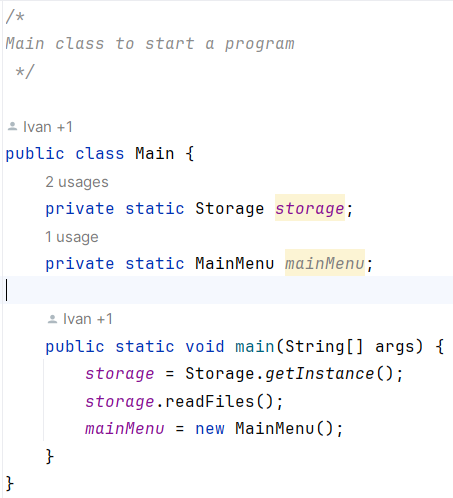 /*
Main class to start a program
*/
Ivan +1
public class Main {
2 usages
private static Storage storage;
1 usage
private static MainMenu mainMenu;
Ivan +1
public static void main(String[] args) {
storage = Storage.getInstance();
storage.readFiles();
mainMenu = new MainMenu();
}
}